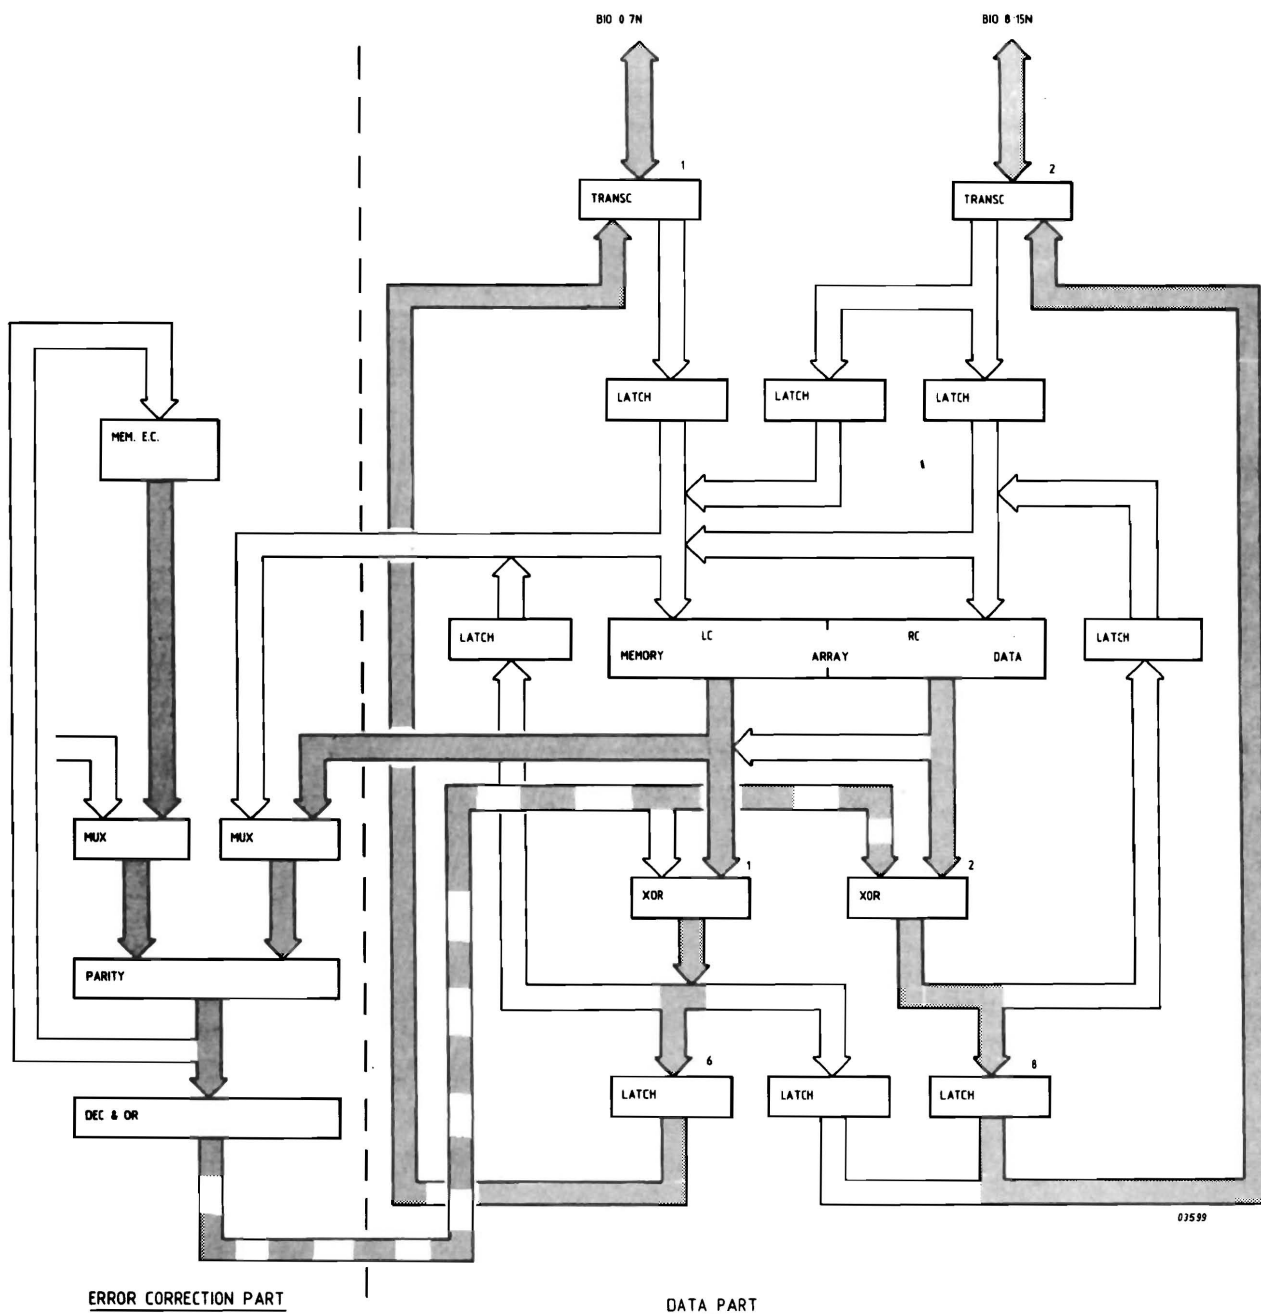 BIO 0 7N
BIO 8 15N
1
2
TRANSC
TRANSC
LATCH
LATCH
LATCH
MEM. E.C.
LATCH
LC
RC
MEMORY
ARRAY
DATA
LATCH
MUX
MUX
1
2
XOR
XOR
PARITY
6
8
LATCH
LATCH
LATCH
DEC & OR
03599
ERROR CORRECTION PART
DATA PART